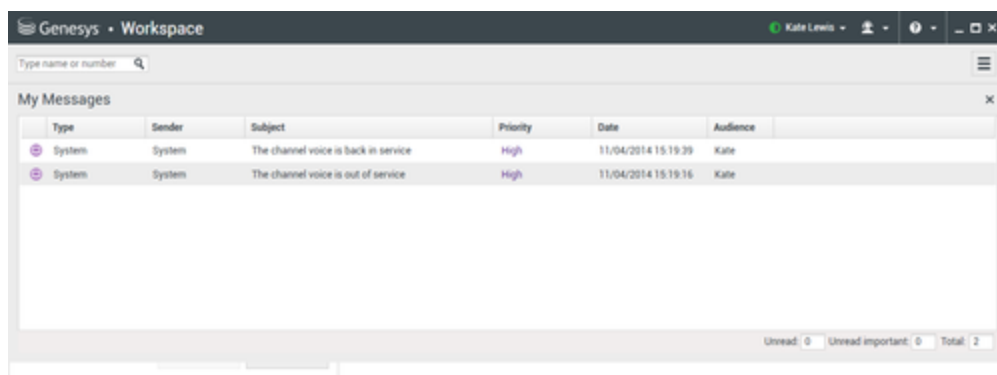 Genesys • Workspace
Kate Lewis
Type name or number
My Messages
Type Sender Subject Priority Date Audience
System System The channel voice is back in service High 11/04/2014 15:19:39 Kate
System System The channel voice is out of service High 11/04/2014 15:19:16 Kate
Unread: 0 Unread important: 0 Total: 2